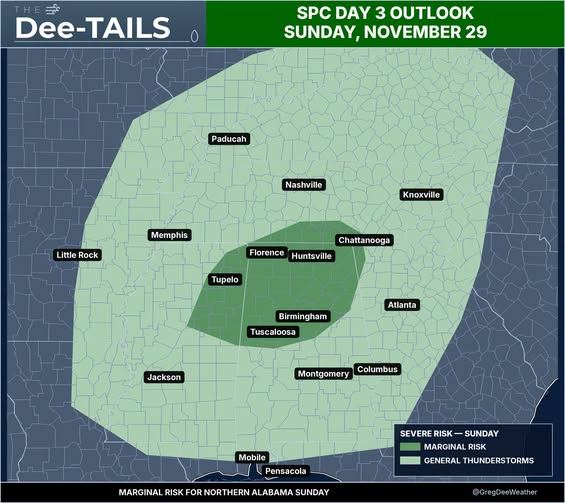 THE
Dee-TAILS
SPC DAY 3 OUTLOOK
SUNDAY, NOVEMBER 29
Paducah
Nashville
Knoxville
Memphis
Chattanooga
Little Rock
Florence
Huntsville
Tupelo
Atlanta
Birmingham
Tuscaloosa
Jackson
Montgomery
Columbus
Mobile
Pensacola
SEVERE RISK — SUNDAY
MARGINAL RISK
GENERAL THUNDERSTORMS
MARGINAL RISK FOR NORTHERN ALABAMA SUNDAY
@GregDeeWeather